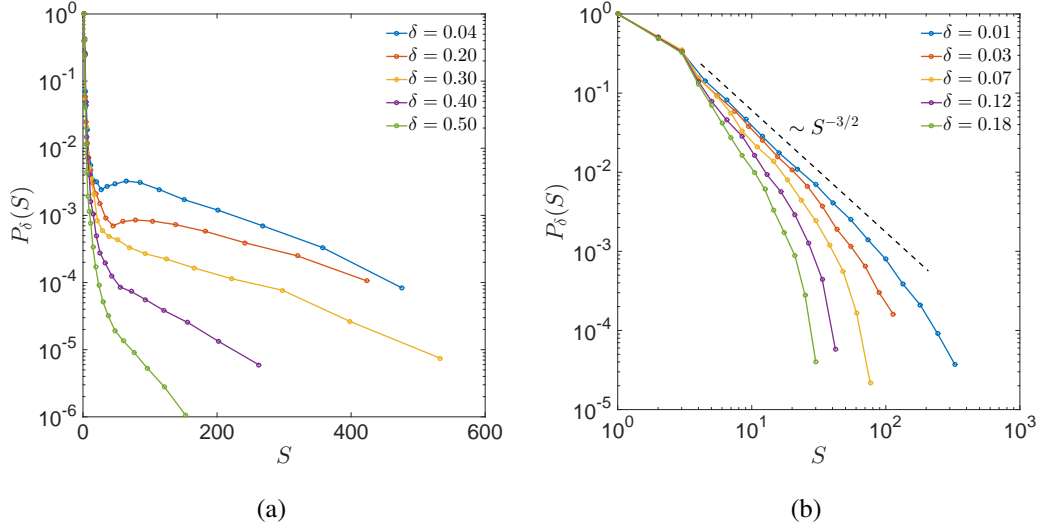 10^0
10^-1
10^-2
10^-3
10^-4
10^-5
10^-6
P_δ(S)
0
200
400
600
S
δ = 0.04
δ = 0.20
δ = 0.30
δ = 0.40
δ = 0.50
(a)
10^0
10^-1
10^-2
10^-3
10^-4
10^-5
P_δ(S)
10^0
10^1
10^2
10^3
S
δ = 0.01
δ = 0.03
δ = 0.07
δ = 0.12
δ = 0.18
~ S^-3/2
(b)